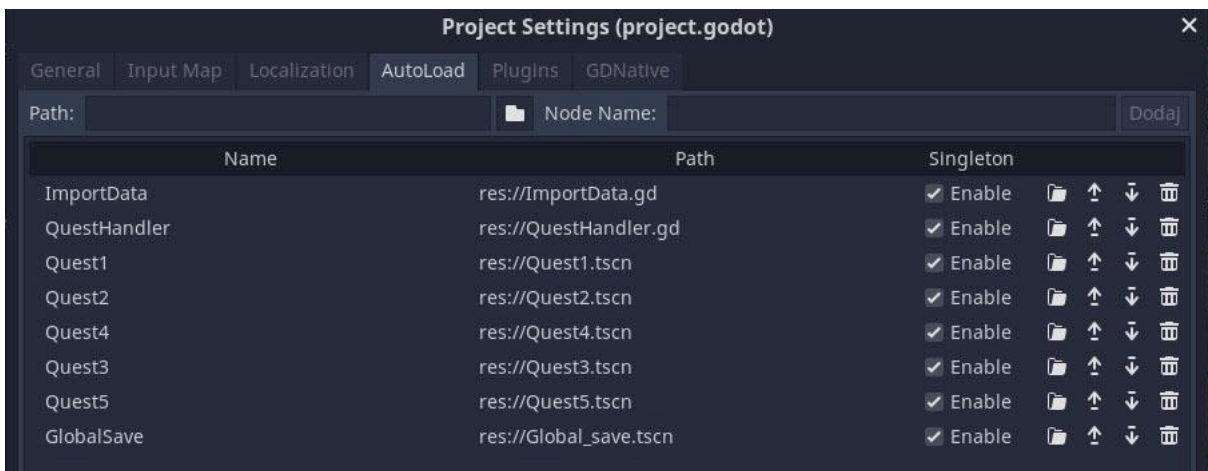 Project Settings (project.godot)
General Input Map Localization AutoLoad Plugins GDNative
Path: Node Name: Dodaj
Name Path Singleton
ImportData res://ImportData.gd Enable
QuestHandler res://QuestHandler.gd Enable
Quest1 res://Quest1.tscn Enable
Quest2 res://Quest2.tscn Enable
Quest4 res://Quest4.tscn Enable
Quest3 res://Quest3.tscn Enable
Quest5 res://Quest5.tscn Enable
GlobalSave res://Global_save.tscn Enable